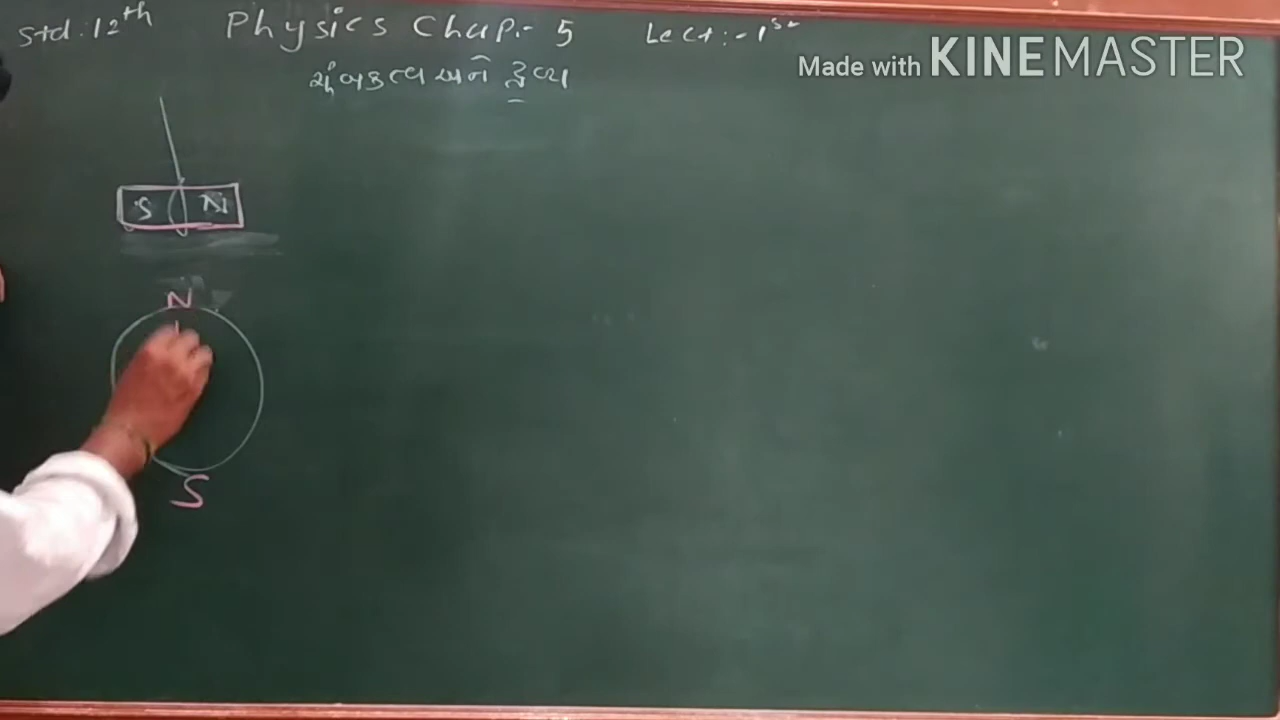 Std:12th Physics Chap:- 5 Lect:-1st
ચુંબકત્વ અને દ્રવ્ય
Made with KINEMASTER
S N
N
S